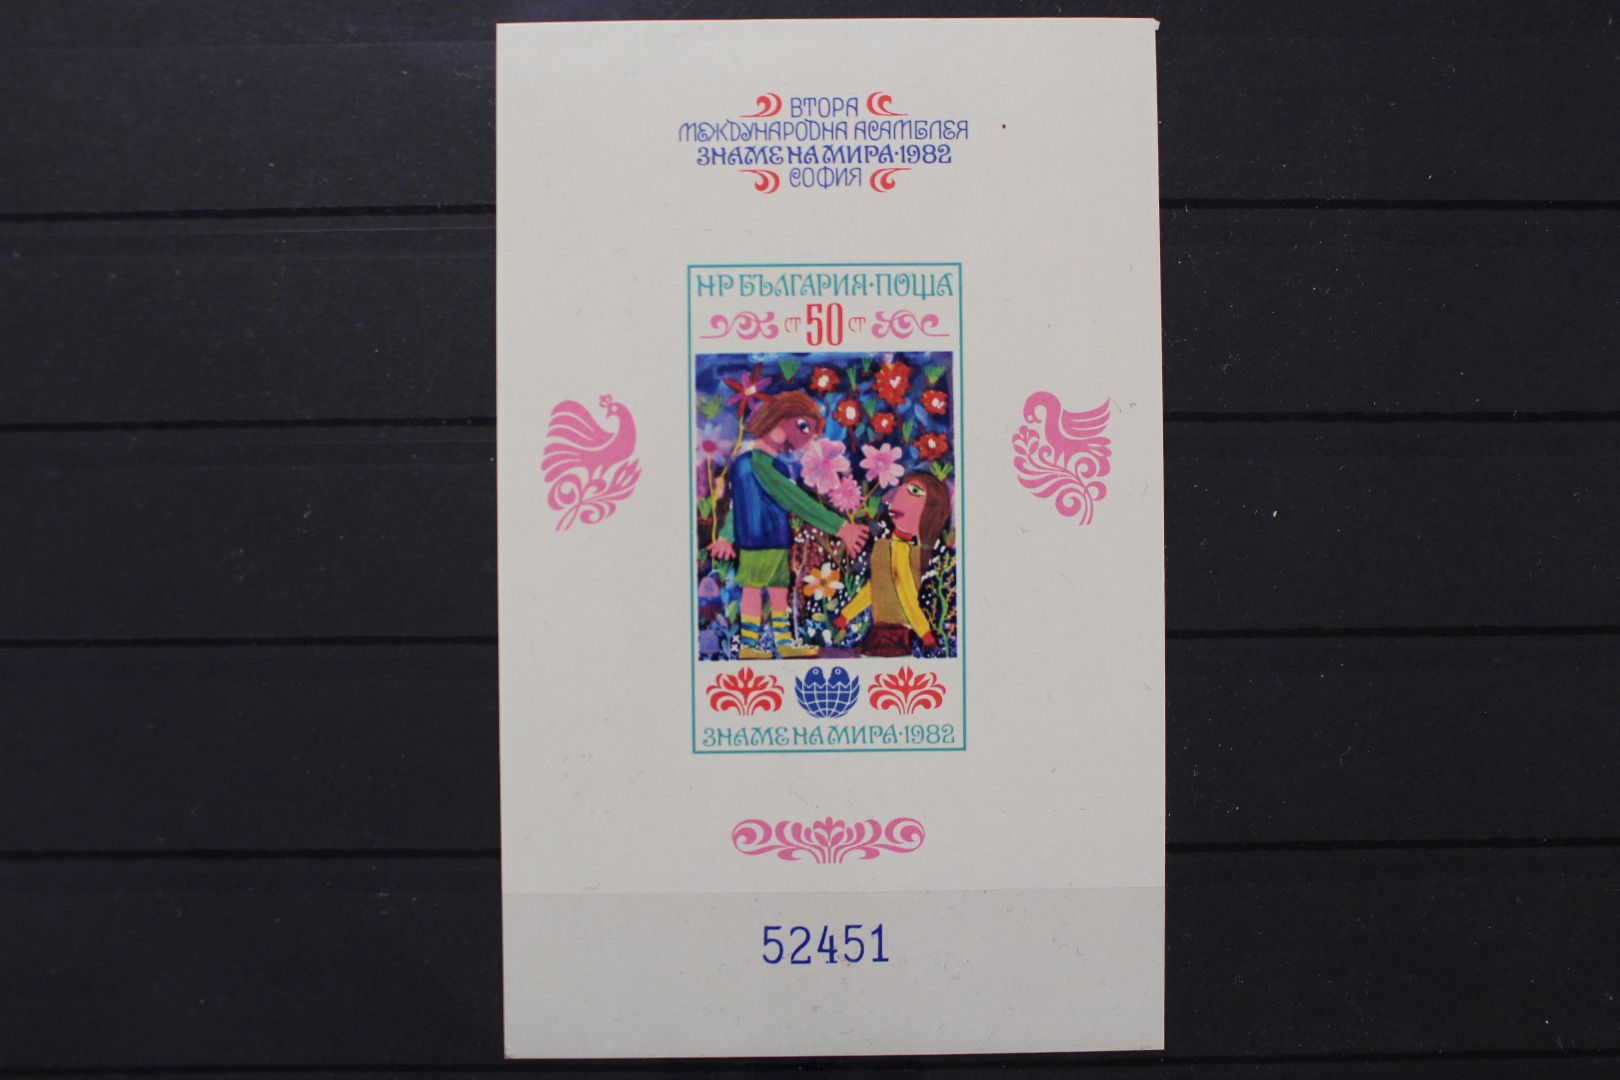 ВТОРА
МЕЖДУНАРОДНА АСАМБЛЕЯ
ЗНАМЕ НА МИРА·1982
СОФИЯ
НР БЪЛГАРИЯ·ПОЩА
СТ 50 СТ
ЗНАМЕ НА МИРА·1982
52451